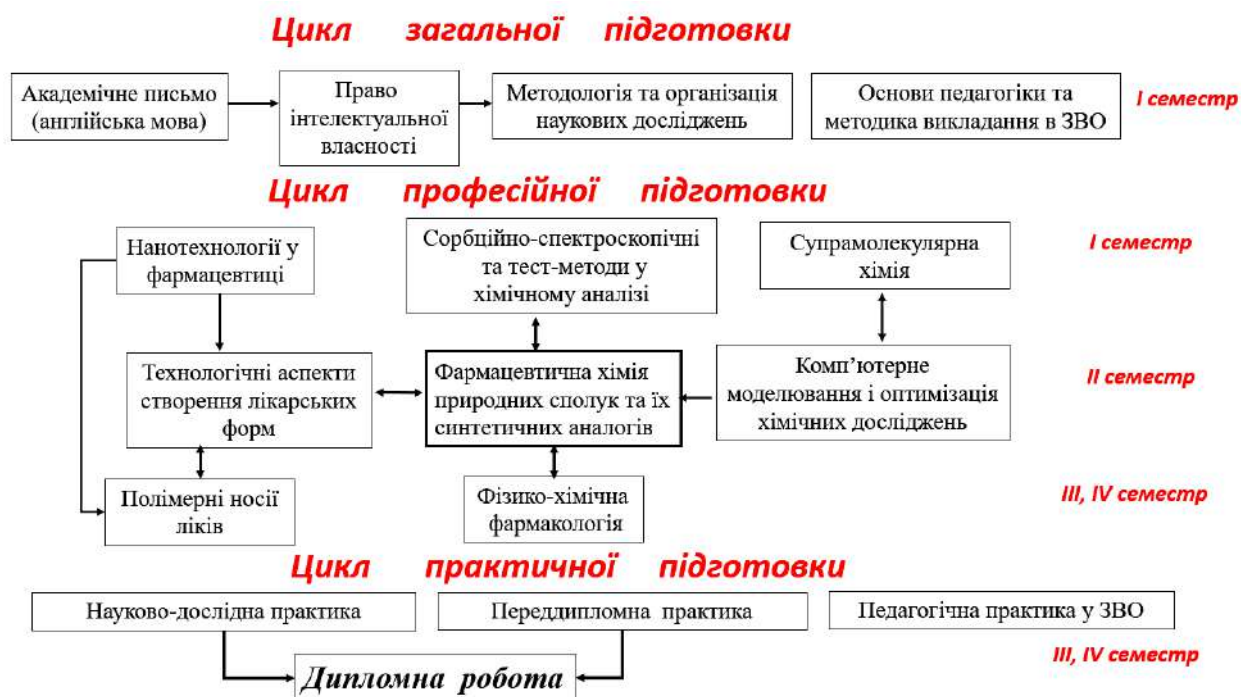 Цикл загальної підготовки
Академічне письмо
(англійська мова)
Право
інтелектуальної
власності
Методологія та організація
наукових досліджень
Основи педагогіки та
методика викладання в ЗВО
І семестр
Цикл професійної підготовки
Нанотехнології у
фармацевтиці
Сорбційно-спектроскопічні
та тест-методи у
хімічному аналізі
Супрамолекулярна
хімія
І семестр
Технологічні аспекти
створення лікарських
форм
Фармацевтична хімія
природних сполук та їх
синтетичних аналогів
Комп’ютерне
моделювання і оптимізація
хімічних досліджень
ІІ семестр
Полімерні носії
ліків
Фізико-хімічна
фармакологія
ІІІ, IV семестр
Цикл практичної підготовки
Науково-дослідна практика
Переддипломна практика
Педагогічна практика у ЗВО
ІІІ, IV семестр
Дипломна робота